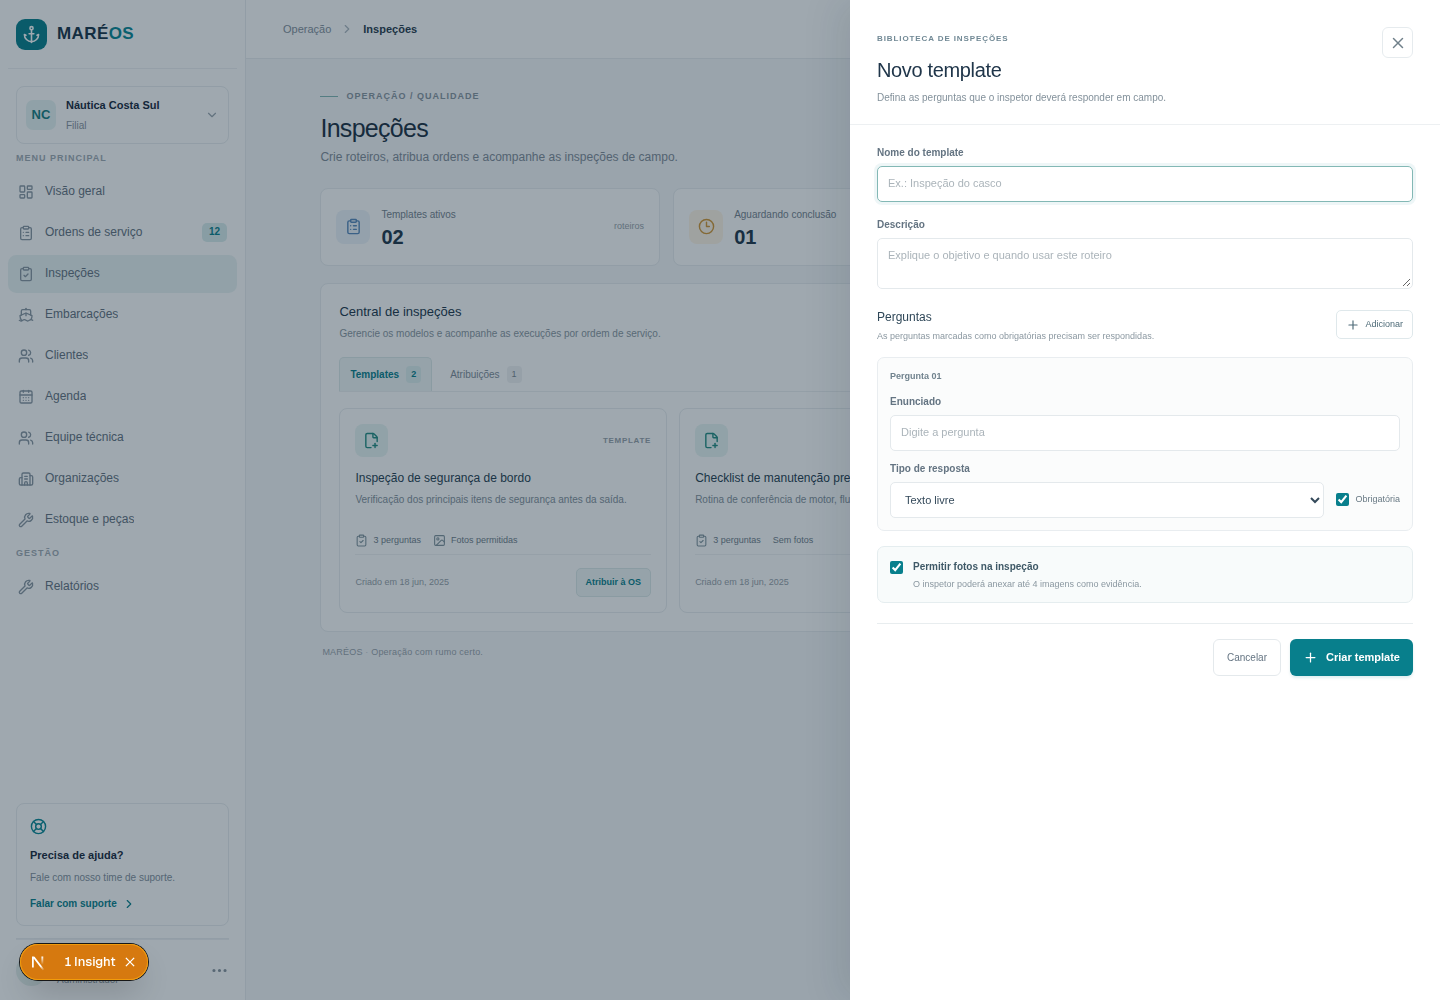 MARÉOS
NC
Náutica Costa Sul
Filial
MENU PRINCIPAL
Visão geral
Ordens de serviço 12
Inspeções
Embarcações
Clientes
Agenda
Equipe técnica
Organizações
Estoque e peças
GESTÃO
Relatórios
Precisa de ajuda?
Fale com nosso time de suporte.
Falar com suporte
1 Insight
Operação Inspeções
OPERAÇÃO / QUALIDADE
Inspeções
Crie roteiros, atribua ordens e acompanhe as inspeções de campo.
Templates ativos
02
roteiros
Aguardando conclusão
01
Central de inspeções
Gerencie os modelos e acompanhe as execuções por ordem de serviço.
Templates 2 Atribuições 1
TEMPLATE
Inspeção de segurança de bordo
Verificação dos principais itens de segurança antes da saída.
3 perguntas Fotos permitidas
Criado em 18 jun, 2025
Atribuir à OS
Checklist de manutenção pre
Rotina de conferência de motor, flu
3 perguntas Sem fotos
Criado em 18 jun, 2025
MARÉOS · Operação com rumo certo.
BIBLIOTECA DE INSPEÇÕES
Novo template
Defina as perguntas que o inspetor deverá responder em campo.
Nome do template
Ex.: Inspeção do casco
Descrição
Explique o objetivo e quando usar este roteiro
Perguntas
As perguntas marcadas como obrigatórias precisam ser respondidas.
Adicionar
Pergunta 01
Enunciado
Digite a pergunta
Tipo de resposta
Texto livre
Obrigatória
Permitir fotos na inspeção
O inspetor poderá anexar até 4 imagens como evidência.
Cancelar
Criar template